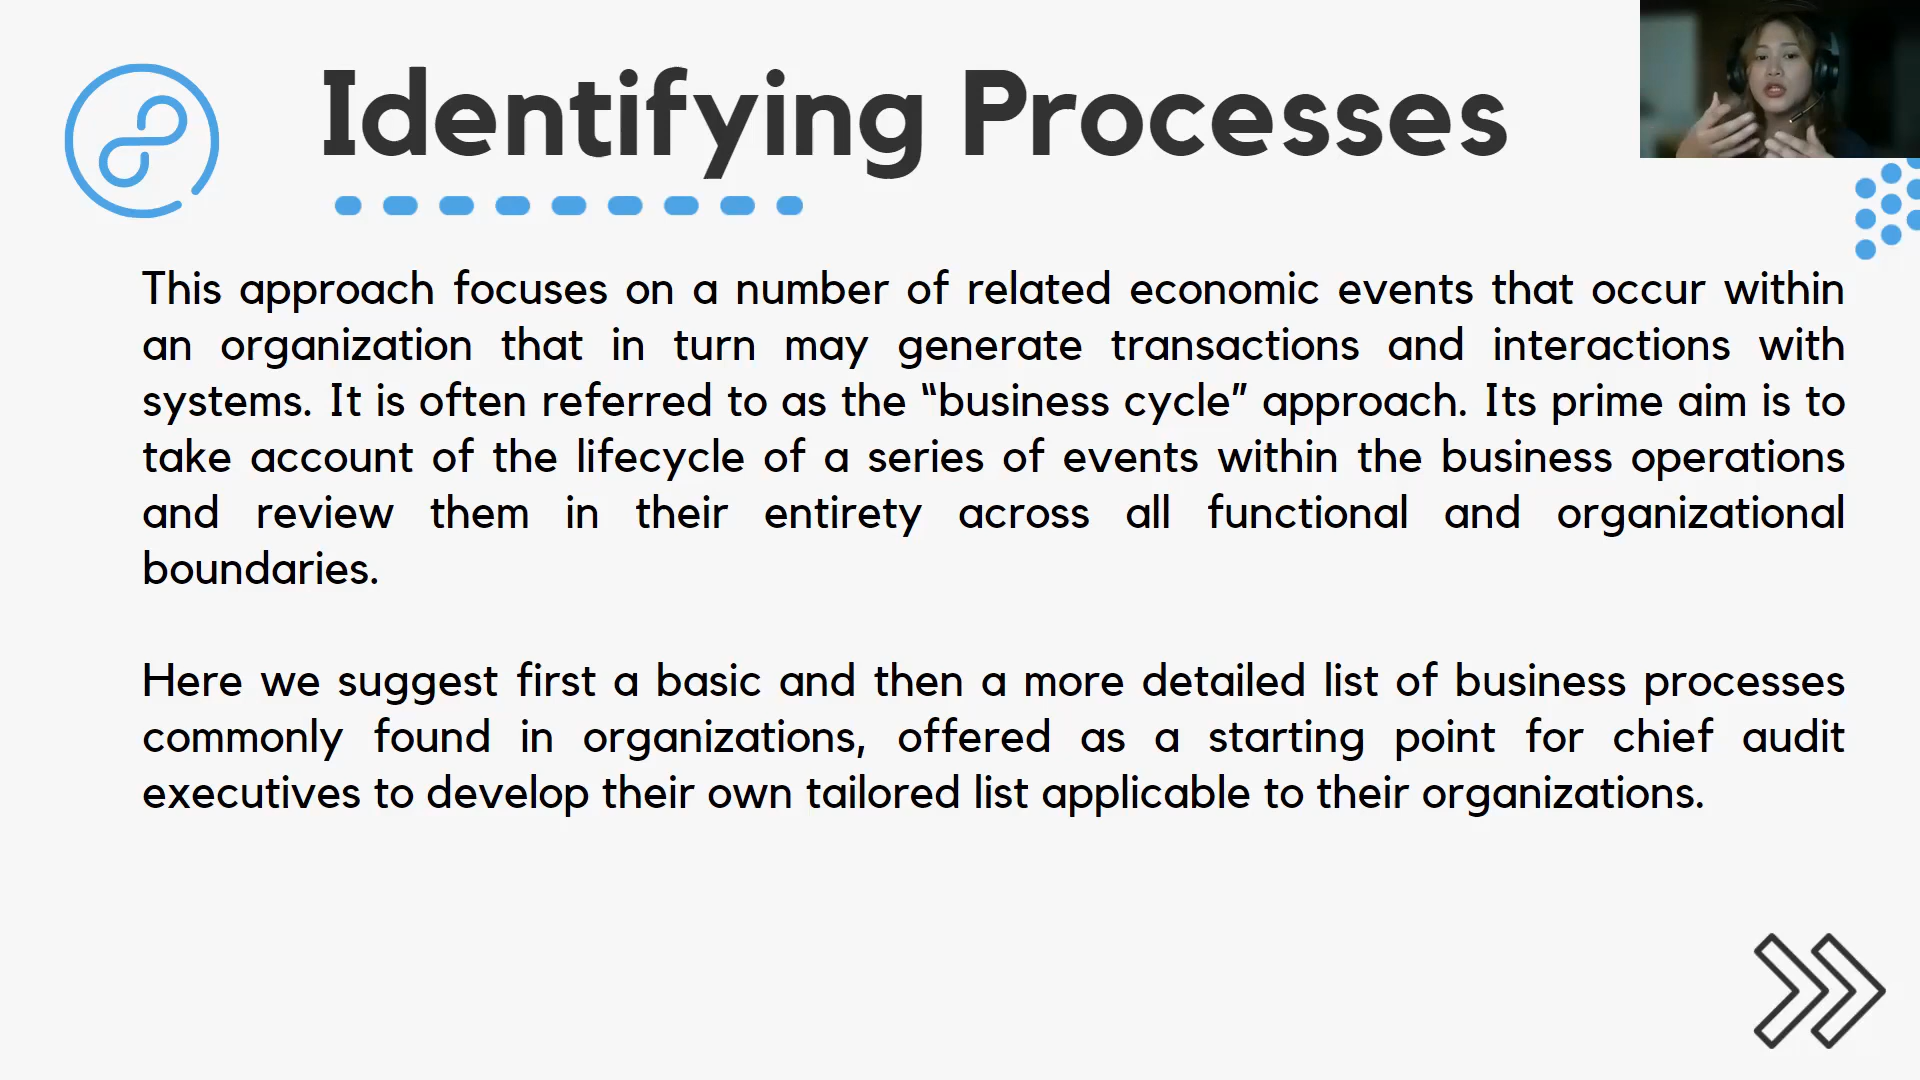 Identifying Processes
This approach focuses on a number of related economic events that occur within
an organization that in turn may generate transactions and interactions with
systems. It is often referred to as the “business cycle” approach. Its prime aim is to
take account of the lifecycle of a series of events within the business operations
and review them in their entirety across all functional and organizational
boundaries.
Here we suggest first a basic and then a more detailed list of business processes
commonly found in organizations, offered as a starting point for chief audit
executives to develop their own tailored list applicable to their organizations.